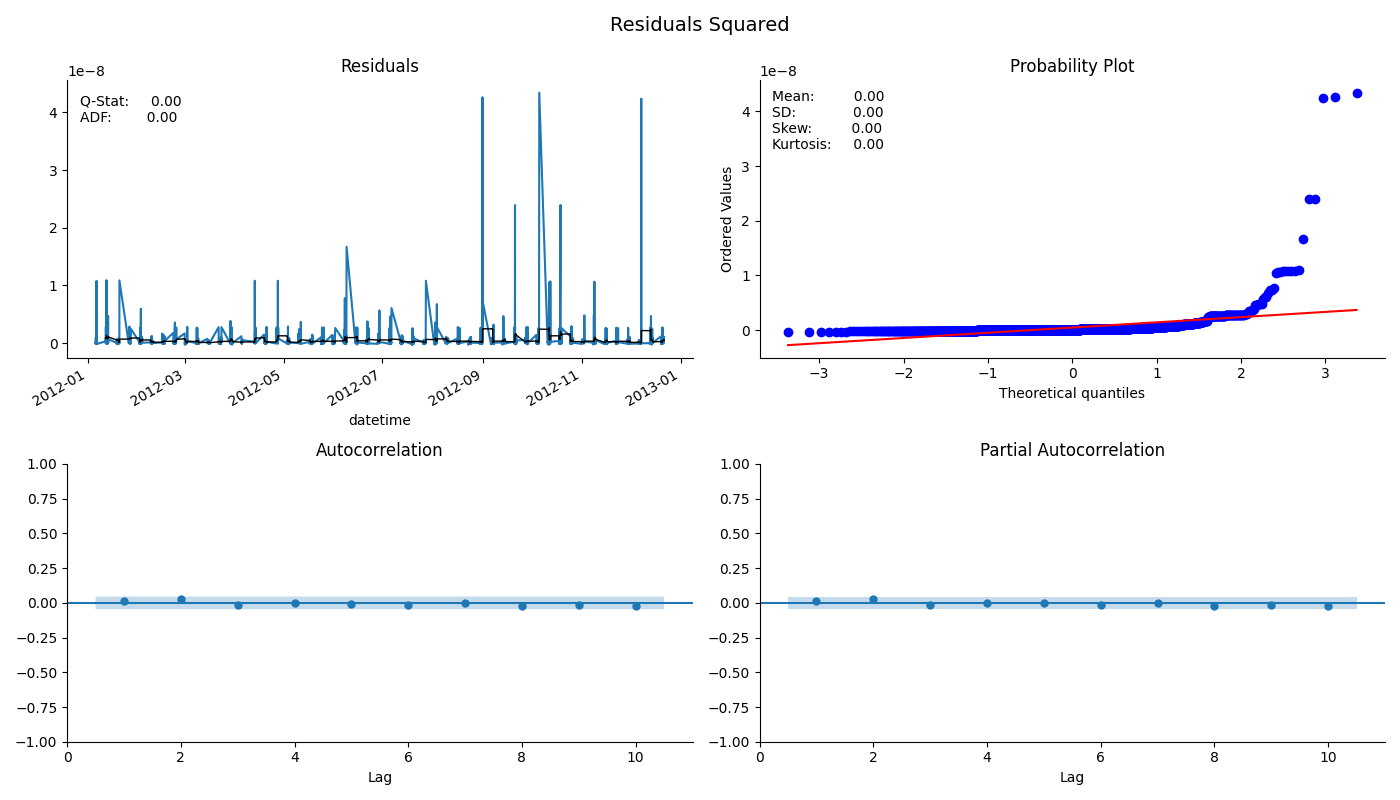 Residuals Squared
Residuals
1e−8
Q-Stat: 0.00
ADF: 0.00
4
3
2
1
0
2012-01
2012-03
2012-05
2012-07
2012-09
2012-11
2013-01
datetime
Probability Plot
1e−8
Mean: 0.00
SD: 0.00
Skew: 0.00
Kurtosis: 0.00
Ordered Values
4
3
2
1
0
−3 −2 −1 0 1 2 3
Theoretical quantiles
Autocorrelation
1.00
0.75
0.50
0.25
0.00
−0.25
−0.50
−0.75
−1.00
0 2 4 6 8 10
Lag
Partial Autocorrelation
1.00
0.75
0.50
0.25
0.00
−0.25
−0.50
−0.75
−1.00
0 2 4 6 8 10
Lag